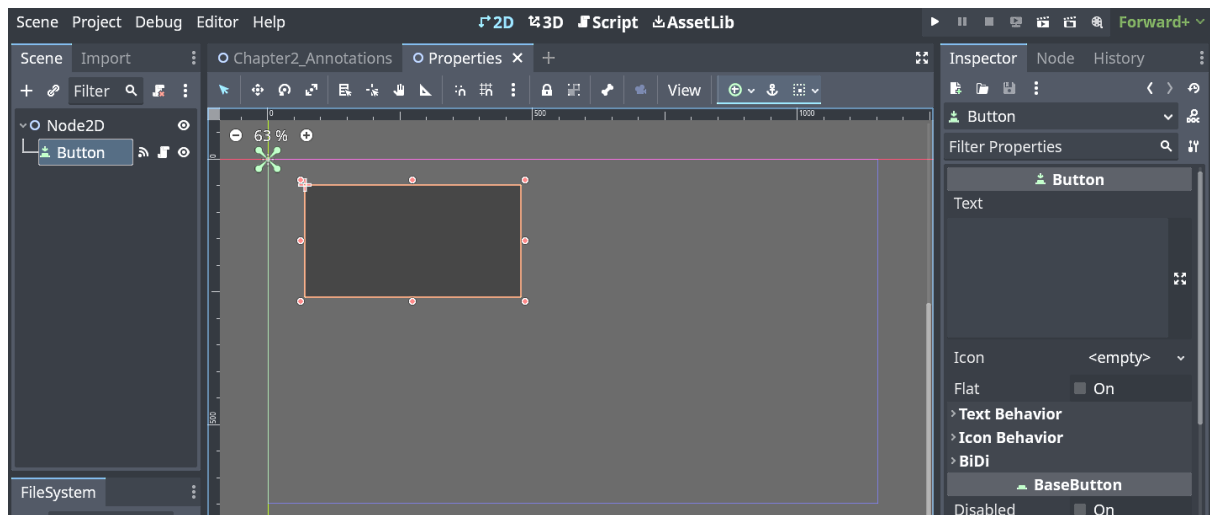 Scene Project Debug Editor Help 2D 3D Script AssetLib Forward+
Scene Import
Chapter2_Annotations Properties
Inspector Node History
Filter
View
Node2D
Button
63 %
0 500 1000
0
500
Button
Filter Properties
Button
Text
Icon <empty>
Flat On
Text Behavior
Icon Behavior
BiDi
BaseButton
Disabled On
FileSystem